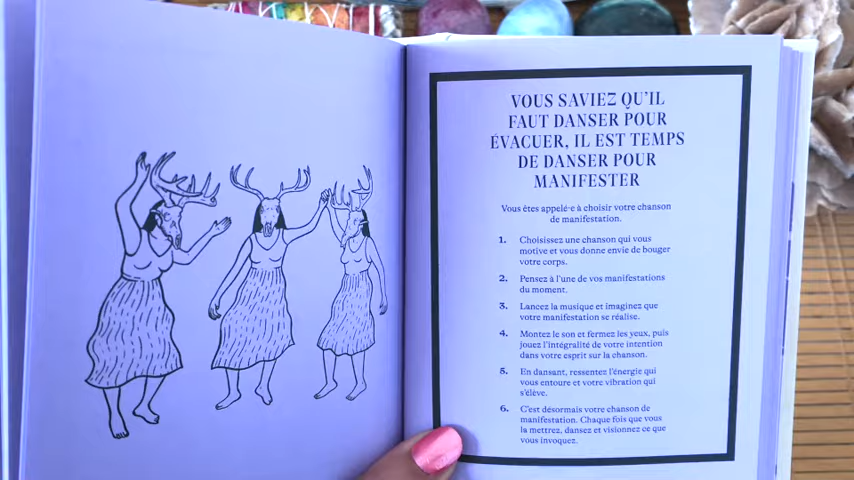 VOUS SAVIEZ QU'IL
FAUT DANSER POUR
ÉVACUER, IL EST TEMPS
DE DANSER POUR
MANIFESTER
Vous êtes appelé·e à choisir votre chanson
de manifestation.
1. Choisissez une chanson qui vous
motive et vous donne envie de bouger
votre corps.
2. Pensez à l'une de vos manifestations
du moment.
3. Lancez la musique et imaginez que
votre manifestation se réalise.
4. Montez le son et fermez les yeux, puis
jouez l'intégralité de votre intention
dans votre esprit sur la chanson.
5. En dansant, ressentez l'énergie qui
vous entoure et votre vibration qui
s'élève.
6. C'est désormais votre chanson de
manifestation. Chaque fois que vous
la mettrez, dansez et visionnez ce que
vous invoquez.